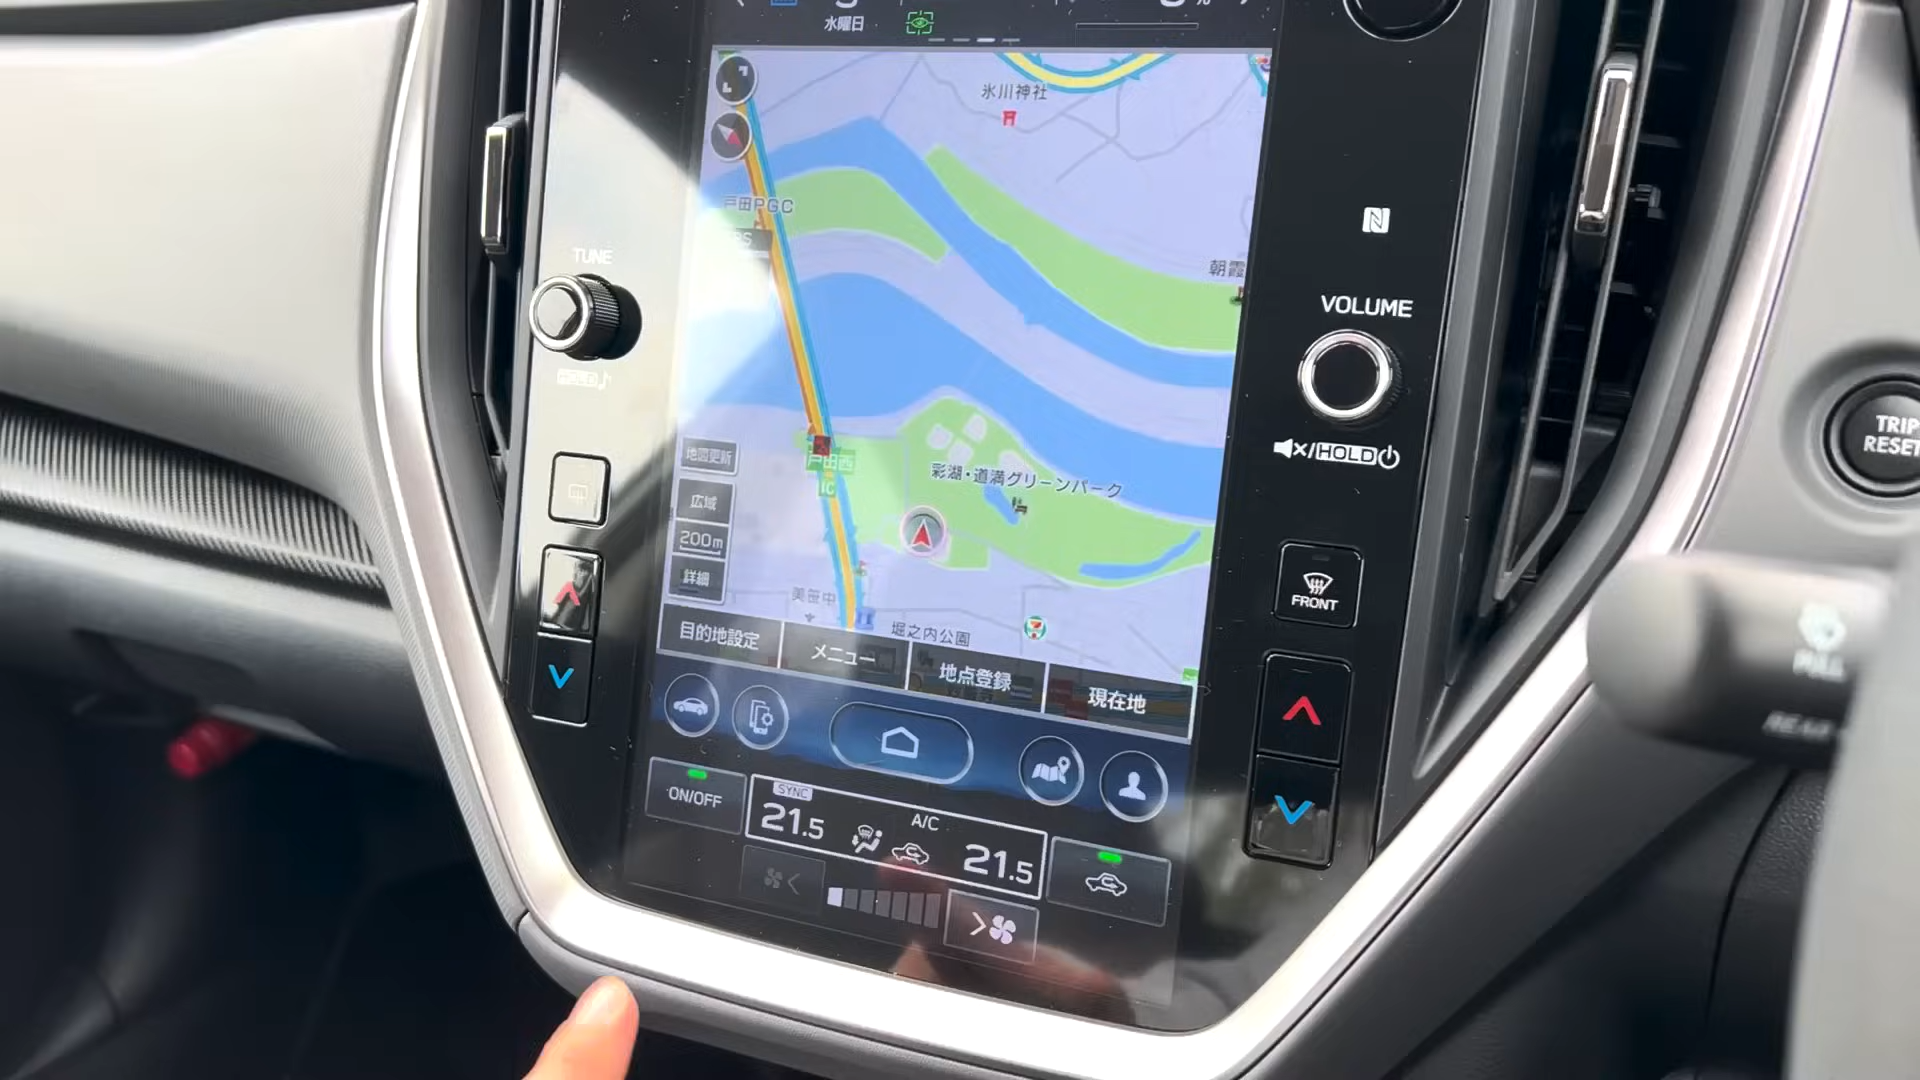 水曜日
氷川神社
戸田PGC
朝霞
TUNE
VOLUME
HOLD
TRIP
RESET
地図更新
戸田西
IC
彩湖・道満グリーンパーク
広域
200m
詳細
美笹中
堀之内公園
FRONT
目的地設定
メニュー
地点登録
現在地
PULL
REAR
ON/OFF
SYNC
21.5
A/C
21.5